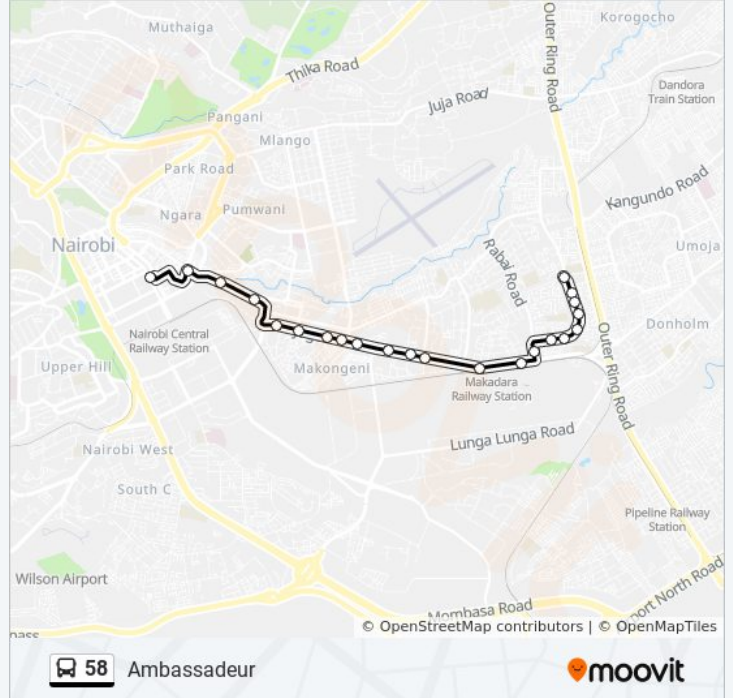 Muthaiga
Korogocho
Outer Ring Road
Thika Road
Juja Road
Dandora
Train Station
Pangani
Mlango
Park Road
Kangundo Road
Ngara
Pumwani
Nairobi
Rabai Road
Umoja
Nairobi Central
Railway Station
Donholm
Upper Hill
Makongeni
Makadara
Railway Station
Outer Ring Road
Lunga Lunga Road
Nairobi West
South C
Pipeline Railway
Station
Wilson Airport
Mombasa Road
port North Road
pass
© OpenStreetMap contributors | © OpenMapTiles
58 Ambassadeur
moovit